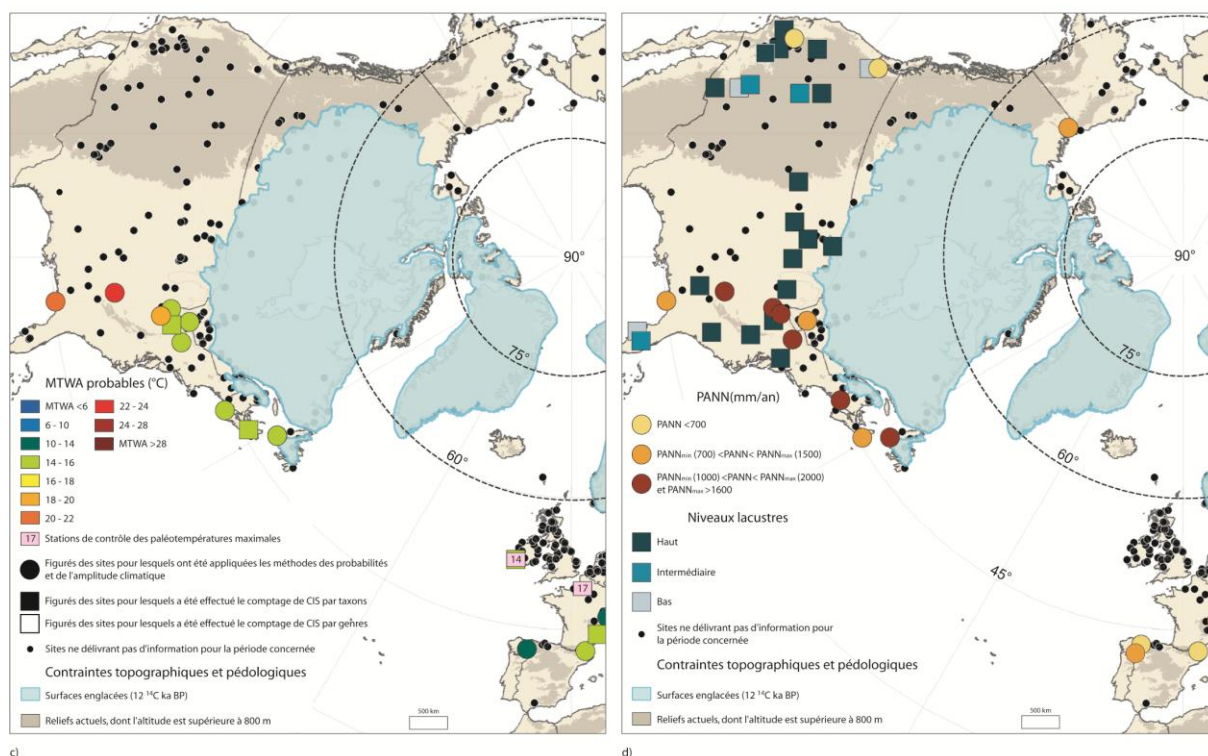 90°
75°
60°
MTWA probables (°C)
MTWA <6
22 - 24
6 - 10
24 - 28
10 - 14
MTWA >28
14 - 16
16 - 18
18 - 20
20 - 22
17 Stations de contrôle des paléotempératures maximales
Figurés des sites pour lesquels ont été appliquées les méthodes des probabilités
et de l'amplitude climatique
Figurés des sites pour lesquels a été effectué le comptage de CIS par taxons
Figurés des sites pour lesquels a été effectué le comptage de CIS par genres
Sites ne délivrant pas d'information pour la période concernée
Contraintes topographiques et pédologiques
Surfaces englacées (12 ¹⁴C ka BP)
Reliefs actuels, dont l'altitude est supérieure à 800 m
14
17
500 km
c)
90°
75°
60°
45°
PANN(mm/an)
PANN <700
PANNmin (700) <PANN< PANNmax (1500)
PANNmin (1000) <PANN< PANNmax (2000)
et PANNmax >1600
Niveaux lacustres
Haut
Intermédiaire
Bas
Sites ne délivrant pas d'information pour
la période concernée
Contraintes topographiques et pédologiques
Surfaces englacées (12 ¹⁴C ka BP)
Reliefs actuels, dont l'altitude est supérieure à 800 m
500 km
d)